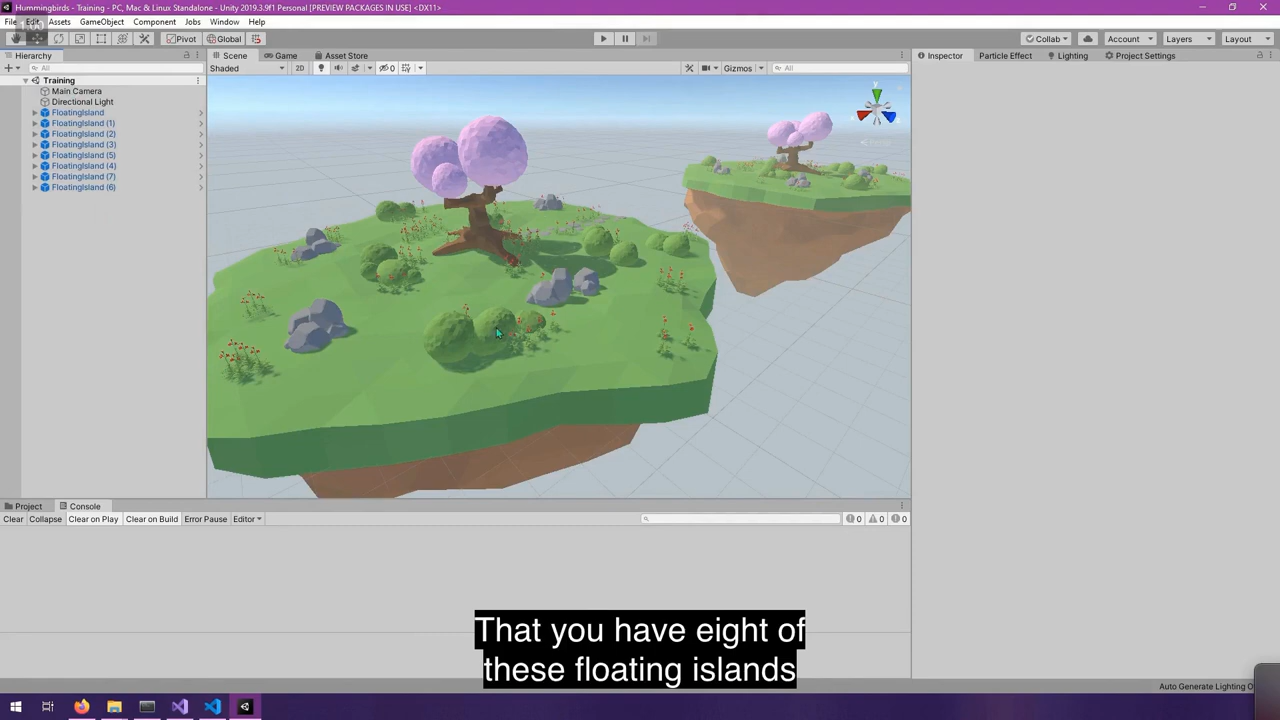 Hummingbirds - Training - PC, Mac & Linux Standalone - Unity 2019.3.9f1 Personal [PREVIEW PACKAGES IN USE] <DX11>
File Edit Assets GameObject Component Jobs Window Help
Pivot Global Collab Account Layers Layout
Hierarchy
All
Training
Main Camera
Directional Light
FloatingIsland
FloatingIsland (1)
FloatingIsland (2)
FloatingIsland (3)
FloatingIsland (5)
FloatingIsland (4)
FloatingIsland (7)
FloatingIsland (6)
Scene Game Asset Store
Shaded 2D 0 Gizmos All
y
Inspector Particle Effect Lighting Project Settings
Project Console
Clear Collapse Clear on Play Clear on Build Error Pause Editor 0 0 0
That you have eight of
these floating islands
Auto Generate Lighting O